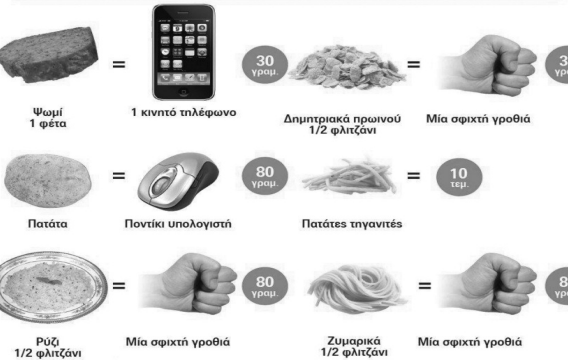 30
γραμ.
Ψωμί
1 φέτα
1 κινητό τηλέφωνο
Δημητριακά πρωινού
1/2 φλιτζάνι
Μία σφιχτή γροθιά
80
γραμ.
10
τεμ.
Πατάτα
Ποντίκι υπολογιστή
Πατάτες τηγανιτές
80
γραμ.
Ρύζι
1/2 φλιτζάνι
Μία σφιχτή γροθιά
Ζυμαρικά
1/2 φλιτζάνι
Μία σφιχτή γροθιά